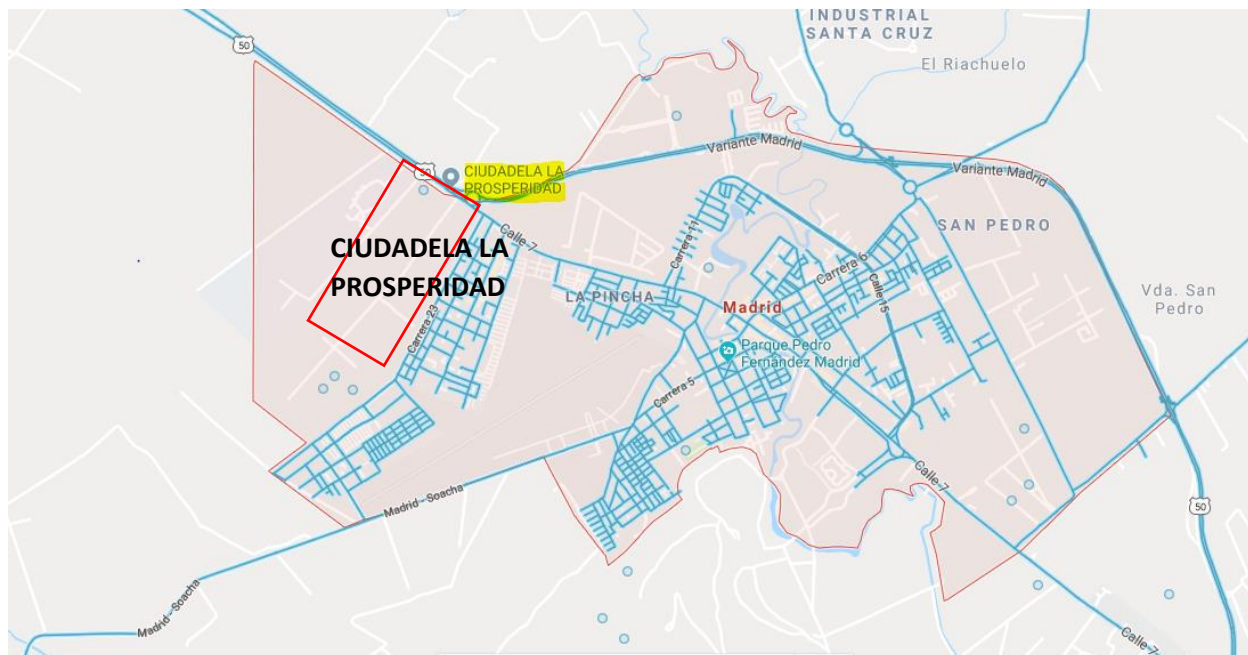 INDUSTRIAL
SANTA CRUZ
50
El Riachuelo
Variante Madrid
50
CIUDADELA LA
PROSPERIDAD
Variante Madrid
SAN PEDRO
CIUDADELA LA
PROSPERIDAD
Calle 7
Carrera 11
Carrera 6
Calle 15
LA PINCHA
Madrid
Vda. San
Pedro
Carrera 23
Parque Pedro
Fernández Madrid
Carrera 5
Calle 7
Madrid - Soacha
50
Madrid - Soacha
Calle 7